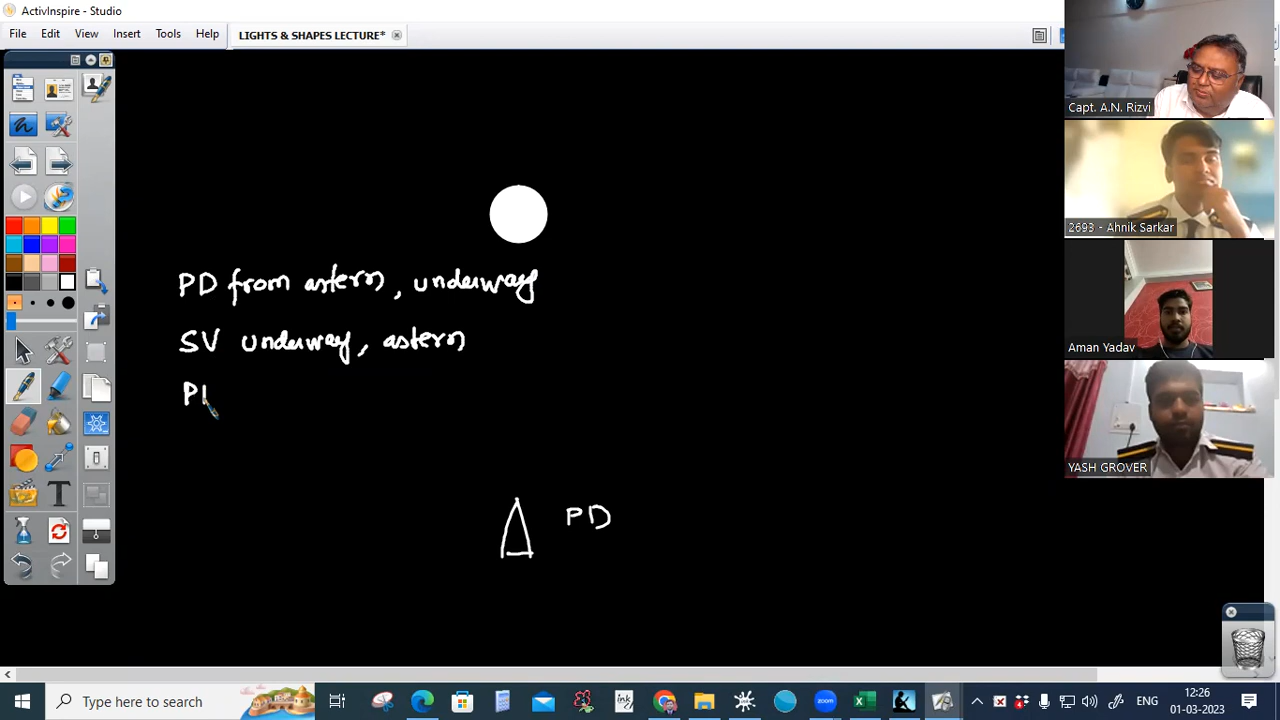 ActivInspire - Studio
File Edit View Insert Tools Help
LIGHTS & SHAPES LECTURE*
Capt. A.N. Rizvi
2693 - Ahnik Sarkar
Aman Yadav
YASH GROVER
PD from astern, underway
SV underway, astern
PD
Type here to search
ink
zoom
ENG
12:26
01-03-2023